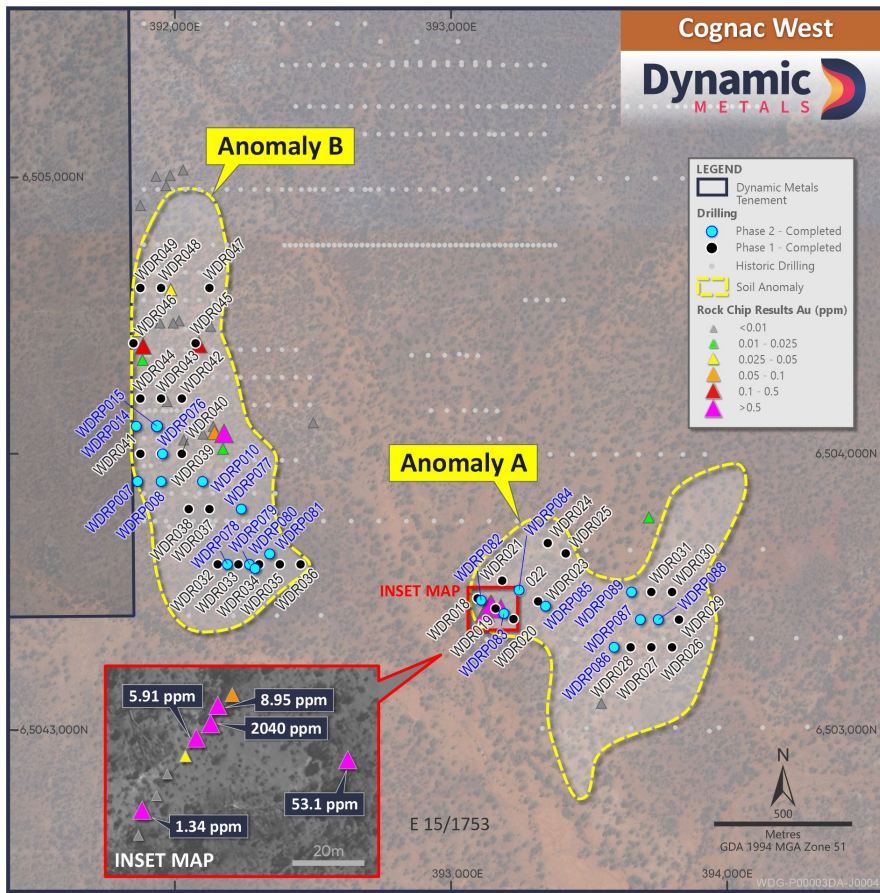 392,000E
393,000E
Cognac West
Dynamic
METALS
Anomaly B
6,505,000N
6,505,000N
LEGEND
Dynamic Metals
Tenement
Drilling
Phase 2 - Completed
Phase 1 - Completed
Historic Drilling
Soil Anomaly
Rock Chip Results Au (ppm)
<0.01
0.01 - 0.025
0.025 - 0.05
0.05 - 0.1
0.1 - 0.5
>0.5
WDR049
WDR048
WDR047
WDR046
WDR045
WDR044
WDR043
WDR042
WDRP015
WDRP014
WDRP076
WDR040
WDR041
WDR039
WDRP010
WDRP077
WDRP007
WDRP008
WDR038
WDR037
WDRP078
WDRP079
WDRP080
WDRP081
WDR032
WDR033
WDR034
WDR035
WDR036
Anomaly A
6,504,000N
WDRP084
WDR024
WDR025
WDRP082
WDR021
022
WDR023
INSET MAP
WDR018
WDR019
WDRP083
WDR020
WDRP085
WDRP089
WDR031
WDR030
WDRP087
WDRP088
WDR029
WDRP086
WDR028
WDR027
WDR026
6,5043,000N
6,503,000N
5.91 ppm
8.95 ppm
2040 ppm
53.1 ppm
1.34 ppm
INSET MAP
20m
E 15/1753
N
500
Metres
GDA 1994 MGA Zone 51
393,000E
394,000E
WDG-P00003DA-J0004